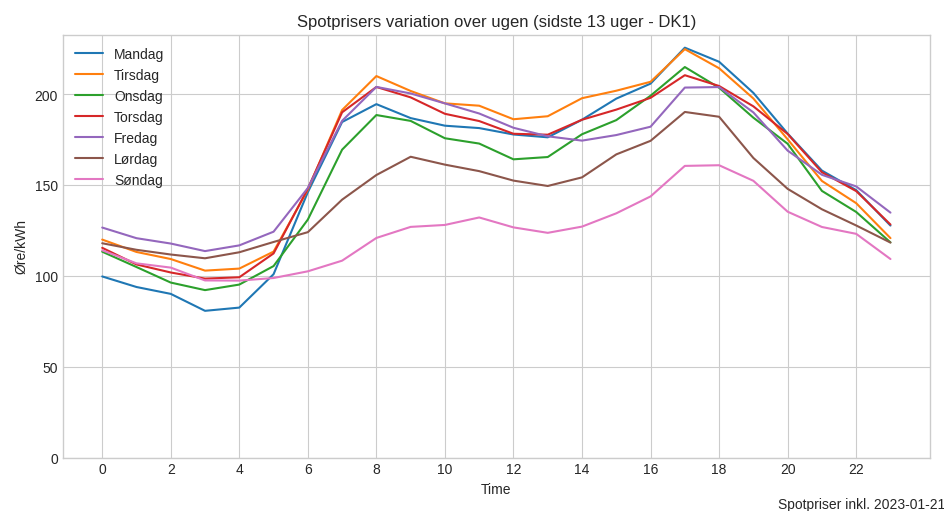 Spotprisers variation over ugen (sidste 13 uger - DK1)
Mandag
Tirsdag
Onsdag
Torsdag
Fredag
Lørdag
Søndag
Øre/kWh
200
150
100
50
0
0 2 4 6 8 10 12 14 16 18 20 22
Time
Spotpriser inkl. 2023-01-21